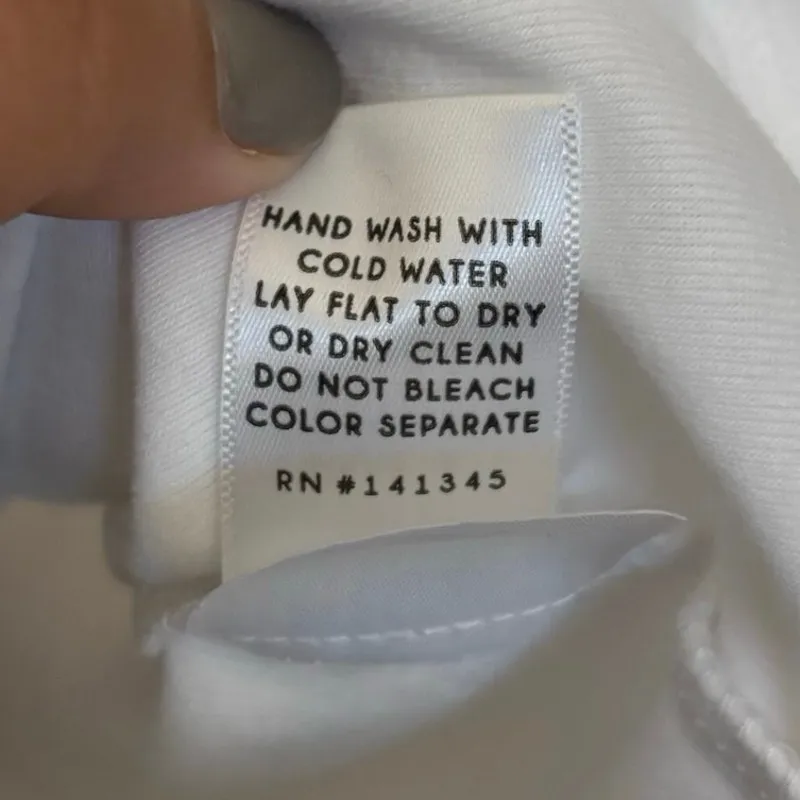 HAND WASH WITH
COLD WATER
LAY FLAT TO DRY
OR DRY CLEAN
DO NOT BLEACH
COLOR SEPARATE
RN #141345